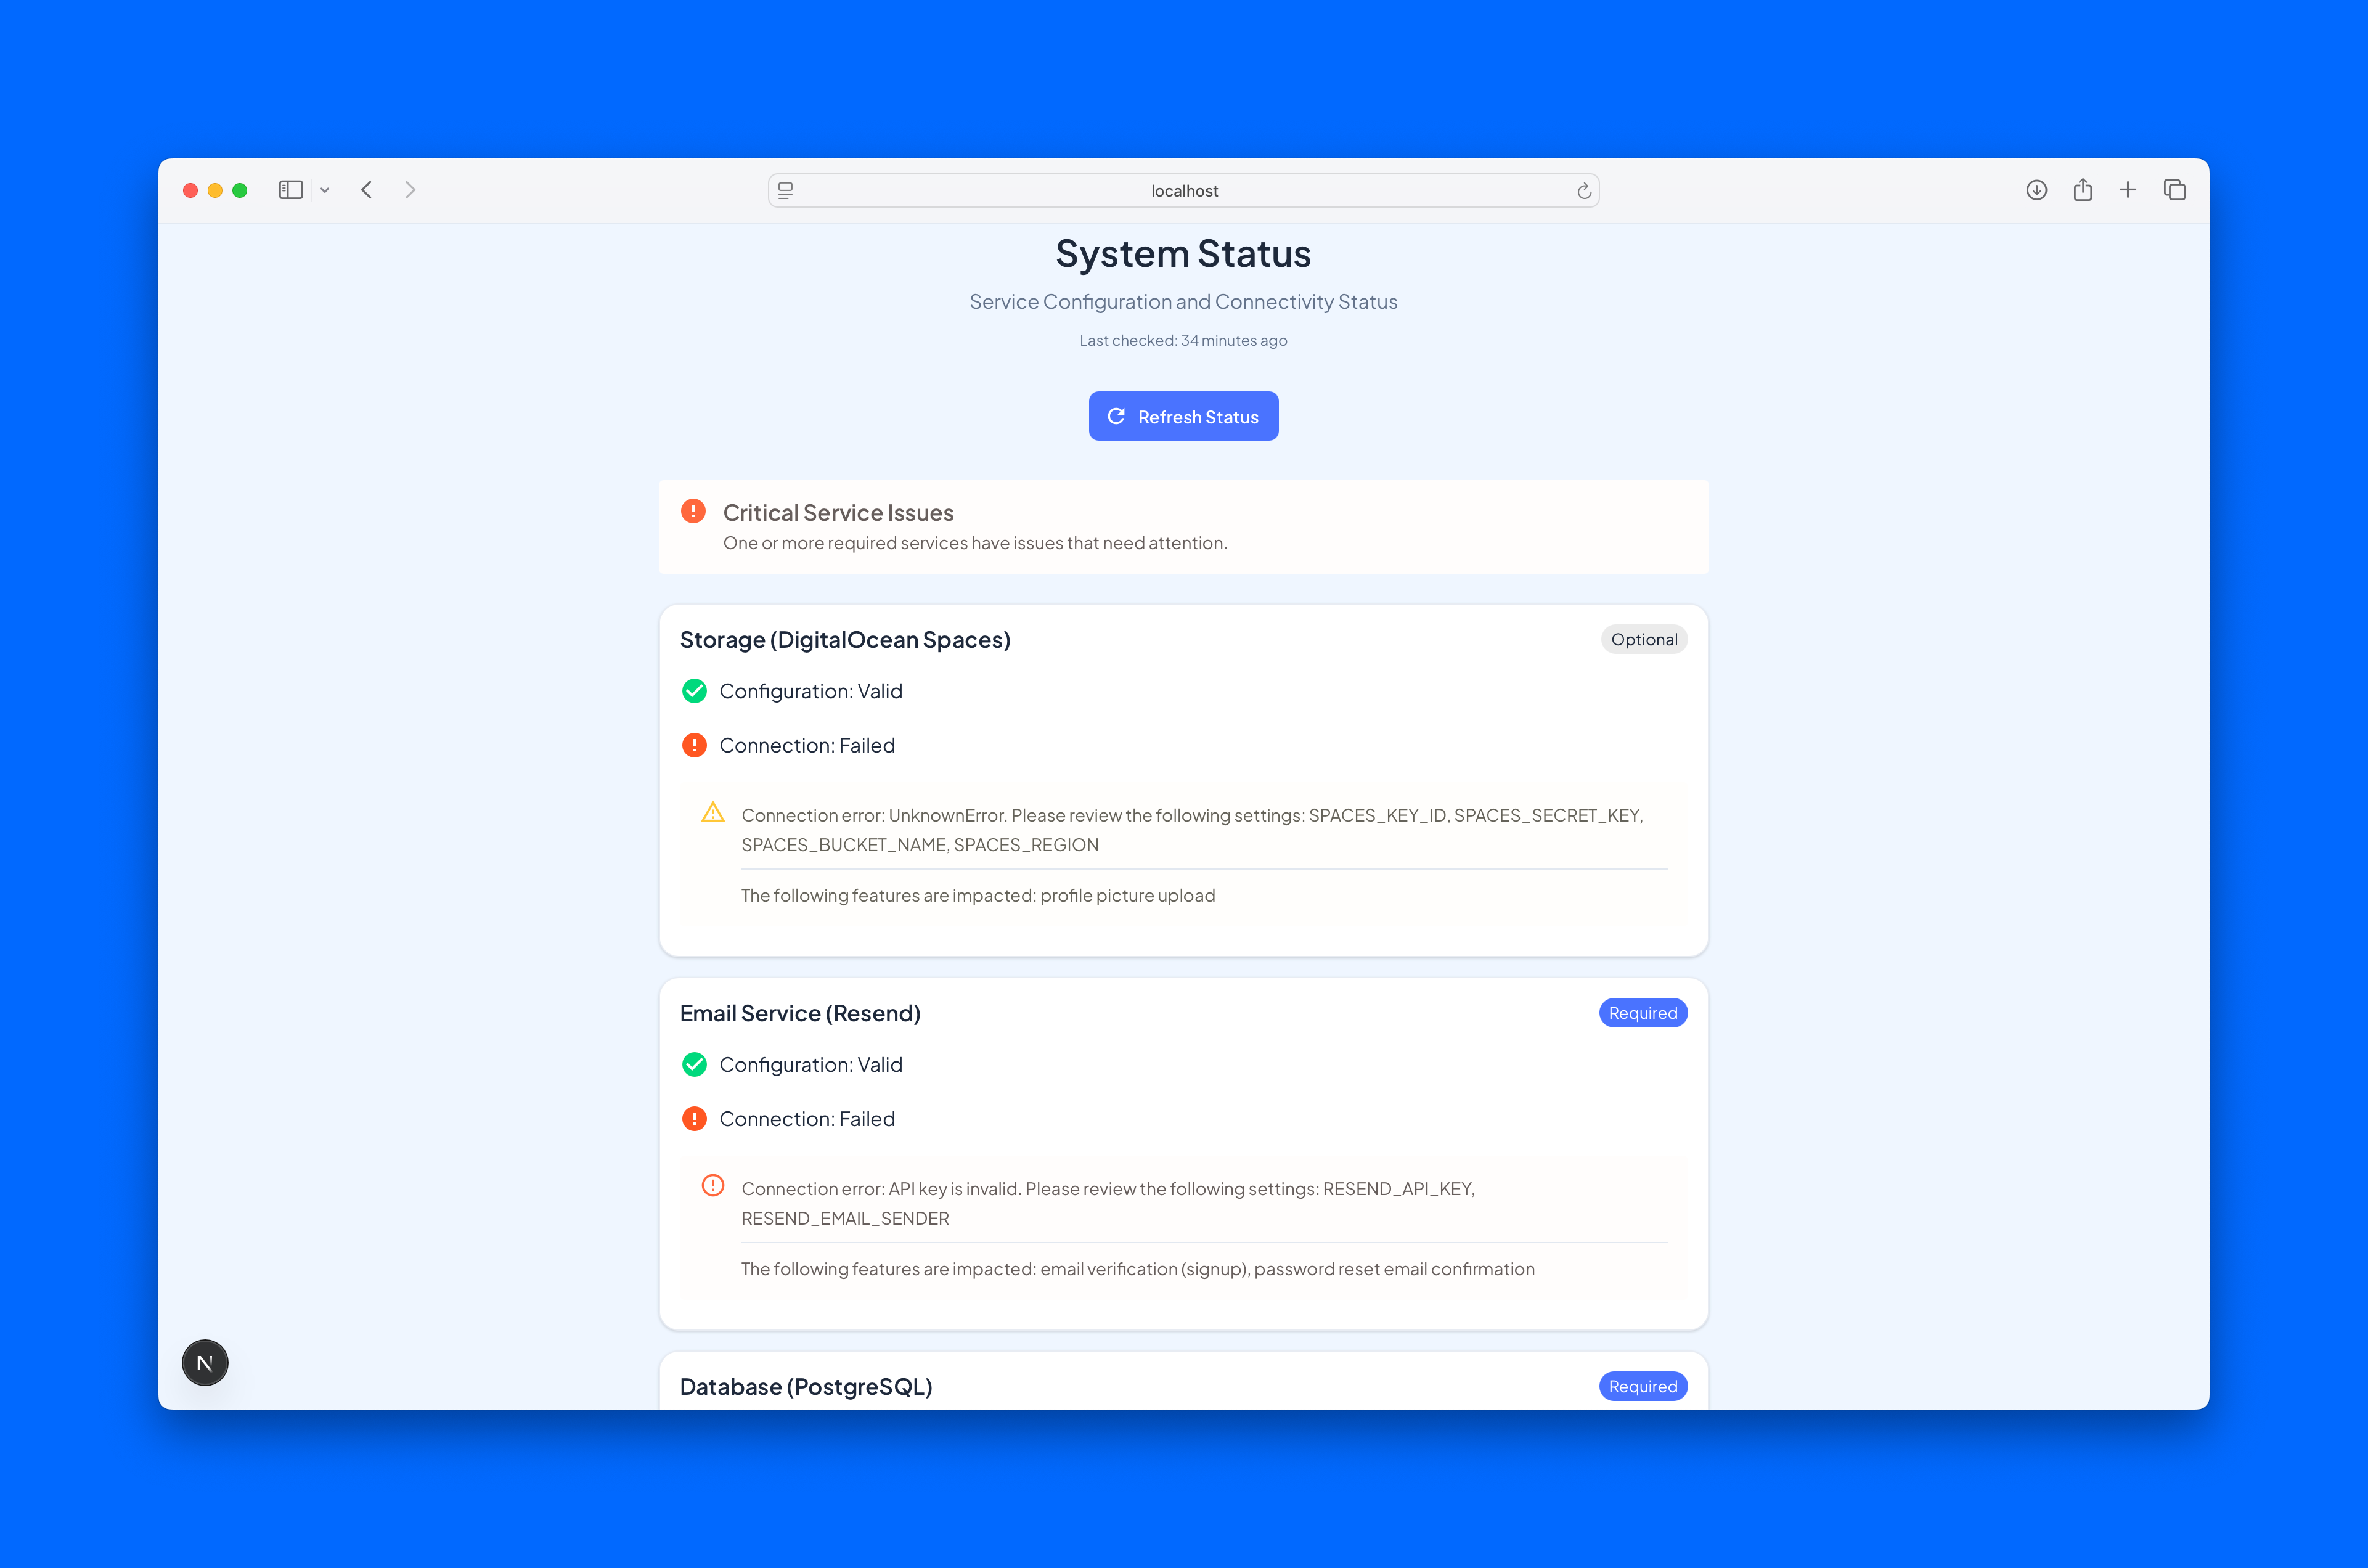 localhost
System Status
Service Configuration and Connectivity Status
Last checked: 34 minutes ago
Refresh Status
Critical Service Issues
One or more required services have issues that need attention.
Storage (DigitalOcean Spaces)
Optional
Configuration: Valid
Connection: Failed
Connection error: UnknownError. Please review the following settings: SPACES_KEY_ID, SPACES_SECRET_KEY,
SPACES_BUCKET_NAME, SPACES_REGION
The following features are impacted: profile picture upload
Email Service (Resend)
Required
Configuration: Valid
Connection: Failed
Connection error: API key is invalid. Please review the following settings: RESEND_API_KEY,
RESEND_EMAIL_SENDER
The following features are impacted: email verification (signup), password reset email confirmation
N
Database (PostgreSQL)
Required